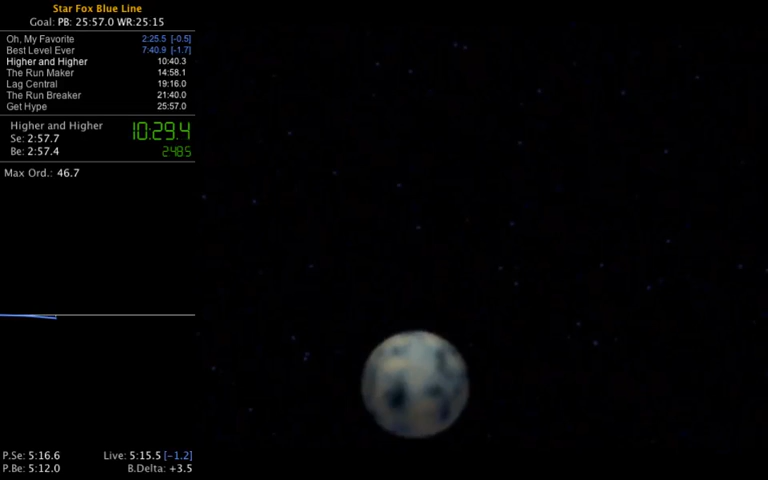 Star Fox Blue Line
Goal: PB: 25:57.0 WR:25:15
Oh, My Favorite 2:25.5 [-0.5]
Best Level Ever 7:40.9 [-1.7]
Higher and Higher 10:40.3
The Run Maker 14:58.1
Lag Central 19:16.0
The Run Breaker 21:40.0
Get Hype 25:57.0
Higher and Higher 10:29.4
Se: 2:57.7 2:48.5
Be: 2:57.4
Max Ord.: 46.7
P.Se: 5:16.6 Live: 5:15.5 [-1.2]
P.Be: 5:12.0 B.Delta: +3.5